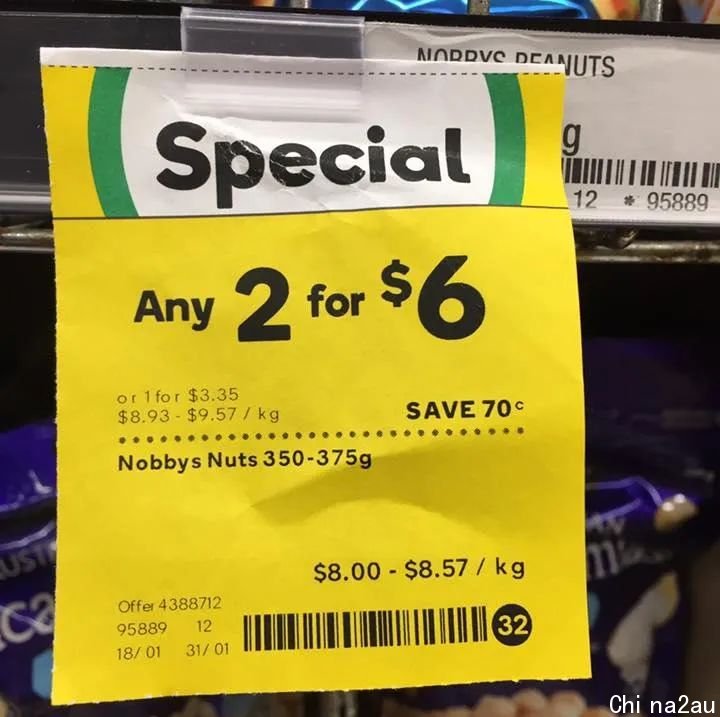 NOBBYS PEANUTS
g
12 * 95889
Special
Any 2 for $6
or 1 for $3.35
$8.93 - $9.57 / kg
SAVE 70c
Nobbys Nuts 350-375g
$8.00 - $8.57 / kg
Offer 4388712
95889 12
18/ 01 31/ 01
32
Chi na2au